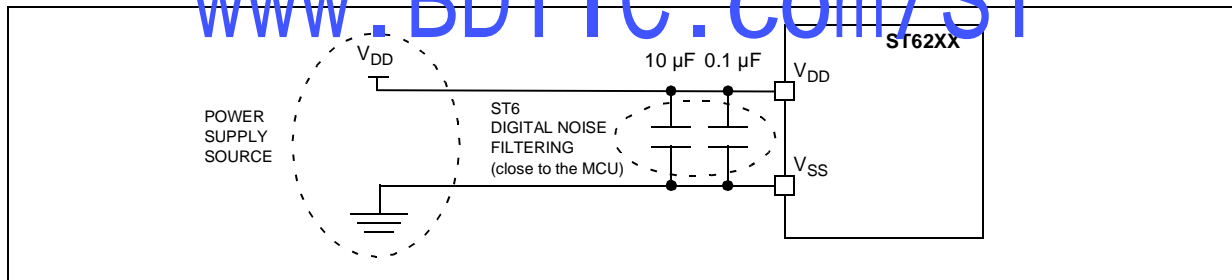 www.BDTIC.com/ST
ST62XX
VDD
10 µF 0.1 µF
VDD
POWER
SUPPLY
SOURCE
ST6
DIGITAL NOISE
FILTERING
(close to the MCU)
VSS